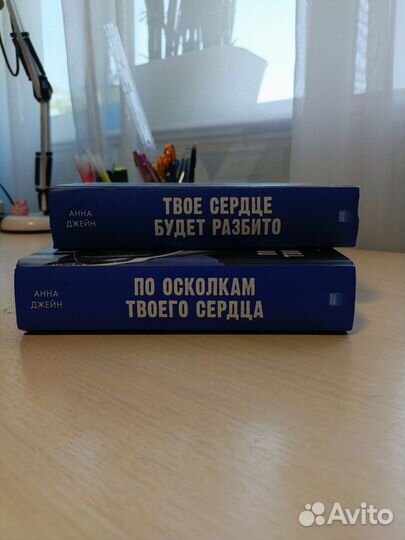 АННА
ДЖЕЙН
ТВОЕ СЕРДЦЕ
БУДЕТ РАЗБИТО
АННА
ДЖЕЙН
ПО ОСКОЛКАМ
ТВОЕГО СЕРДЦА
Avito